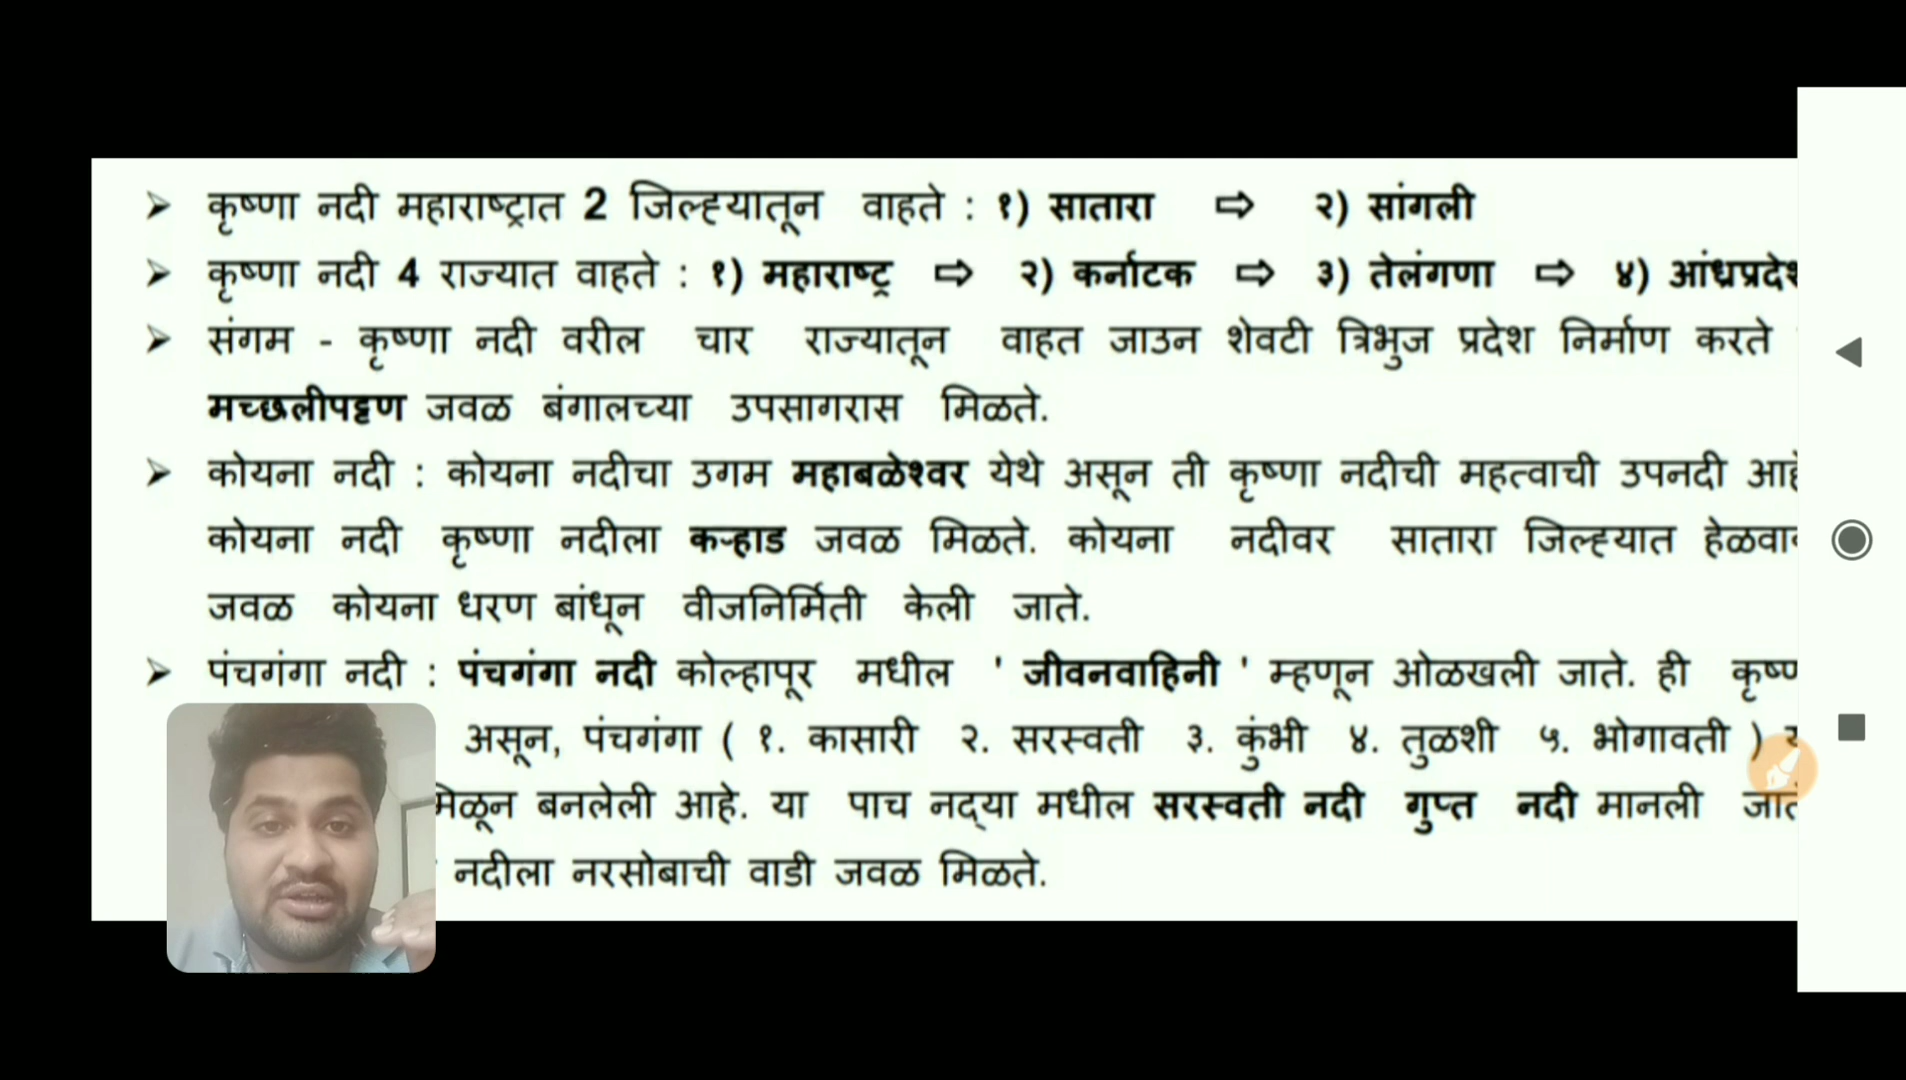 ➢ कृष्णा नदी महाराष्ट्रात 2 जिल्ह्यातून वाहते : १) सातारा ⇨ २) सांगली
➢ कृष्णा नदी 4 राज्यात वाहते : १) महाराष्ट्र ⇨ २) कर्नाटक ⇨ ३) तेलंगणा ⇨ ४)
➢ संगम - कृष्णा नदी वरील चार राज्यातून वाहत जाउन शेवटी त्रिभुज प्रदेश निर्माण करते
मच्छलीपट्टण जवळ बंगालच्या उपसागरास मिळते.
➢ कोयना नदी : कोयना नदीचा उगम महाबळेश्वर येथे असून ती कृष्णा नदीची महत्वाची उपनदी
कोयना नदी कृष्णा नदीला कऱ्हाड जवळ मिळते. कोयना नदीवर सातारा जिल्ह्यात
जवळ कोयना धरण बांधून वीजनिर्मिती केली जाते.
➢ पंचगंगा नदी : पंचगंगा नदी कोल्हापूर मधील ' जीवनवाहिनी ' म्हणून ओळखली जाते. ही
असून, पंचगंगा ( १. कासारी २. सरस्वती ३. कुंभी ४. तुळशी ५. भोगावती )
बनलेली आहे. या पाच नद्या मधील सरस्वती नदी गुप्त नदी मानली
नदीला नरसोबाची वाडी जवळ मिळते.